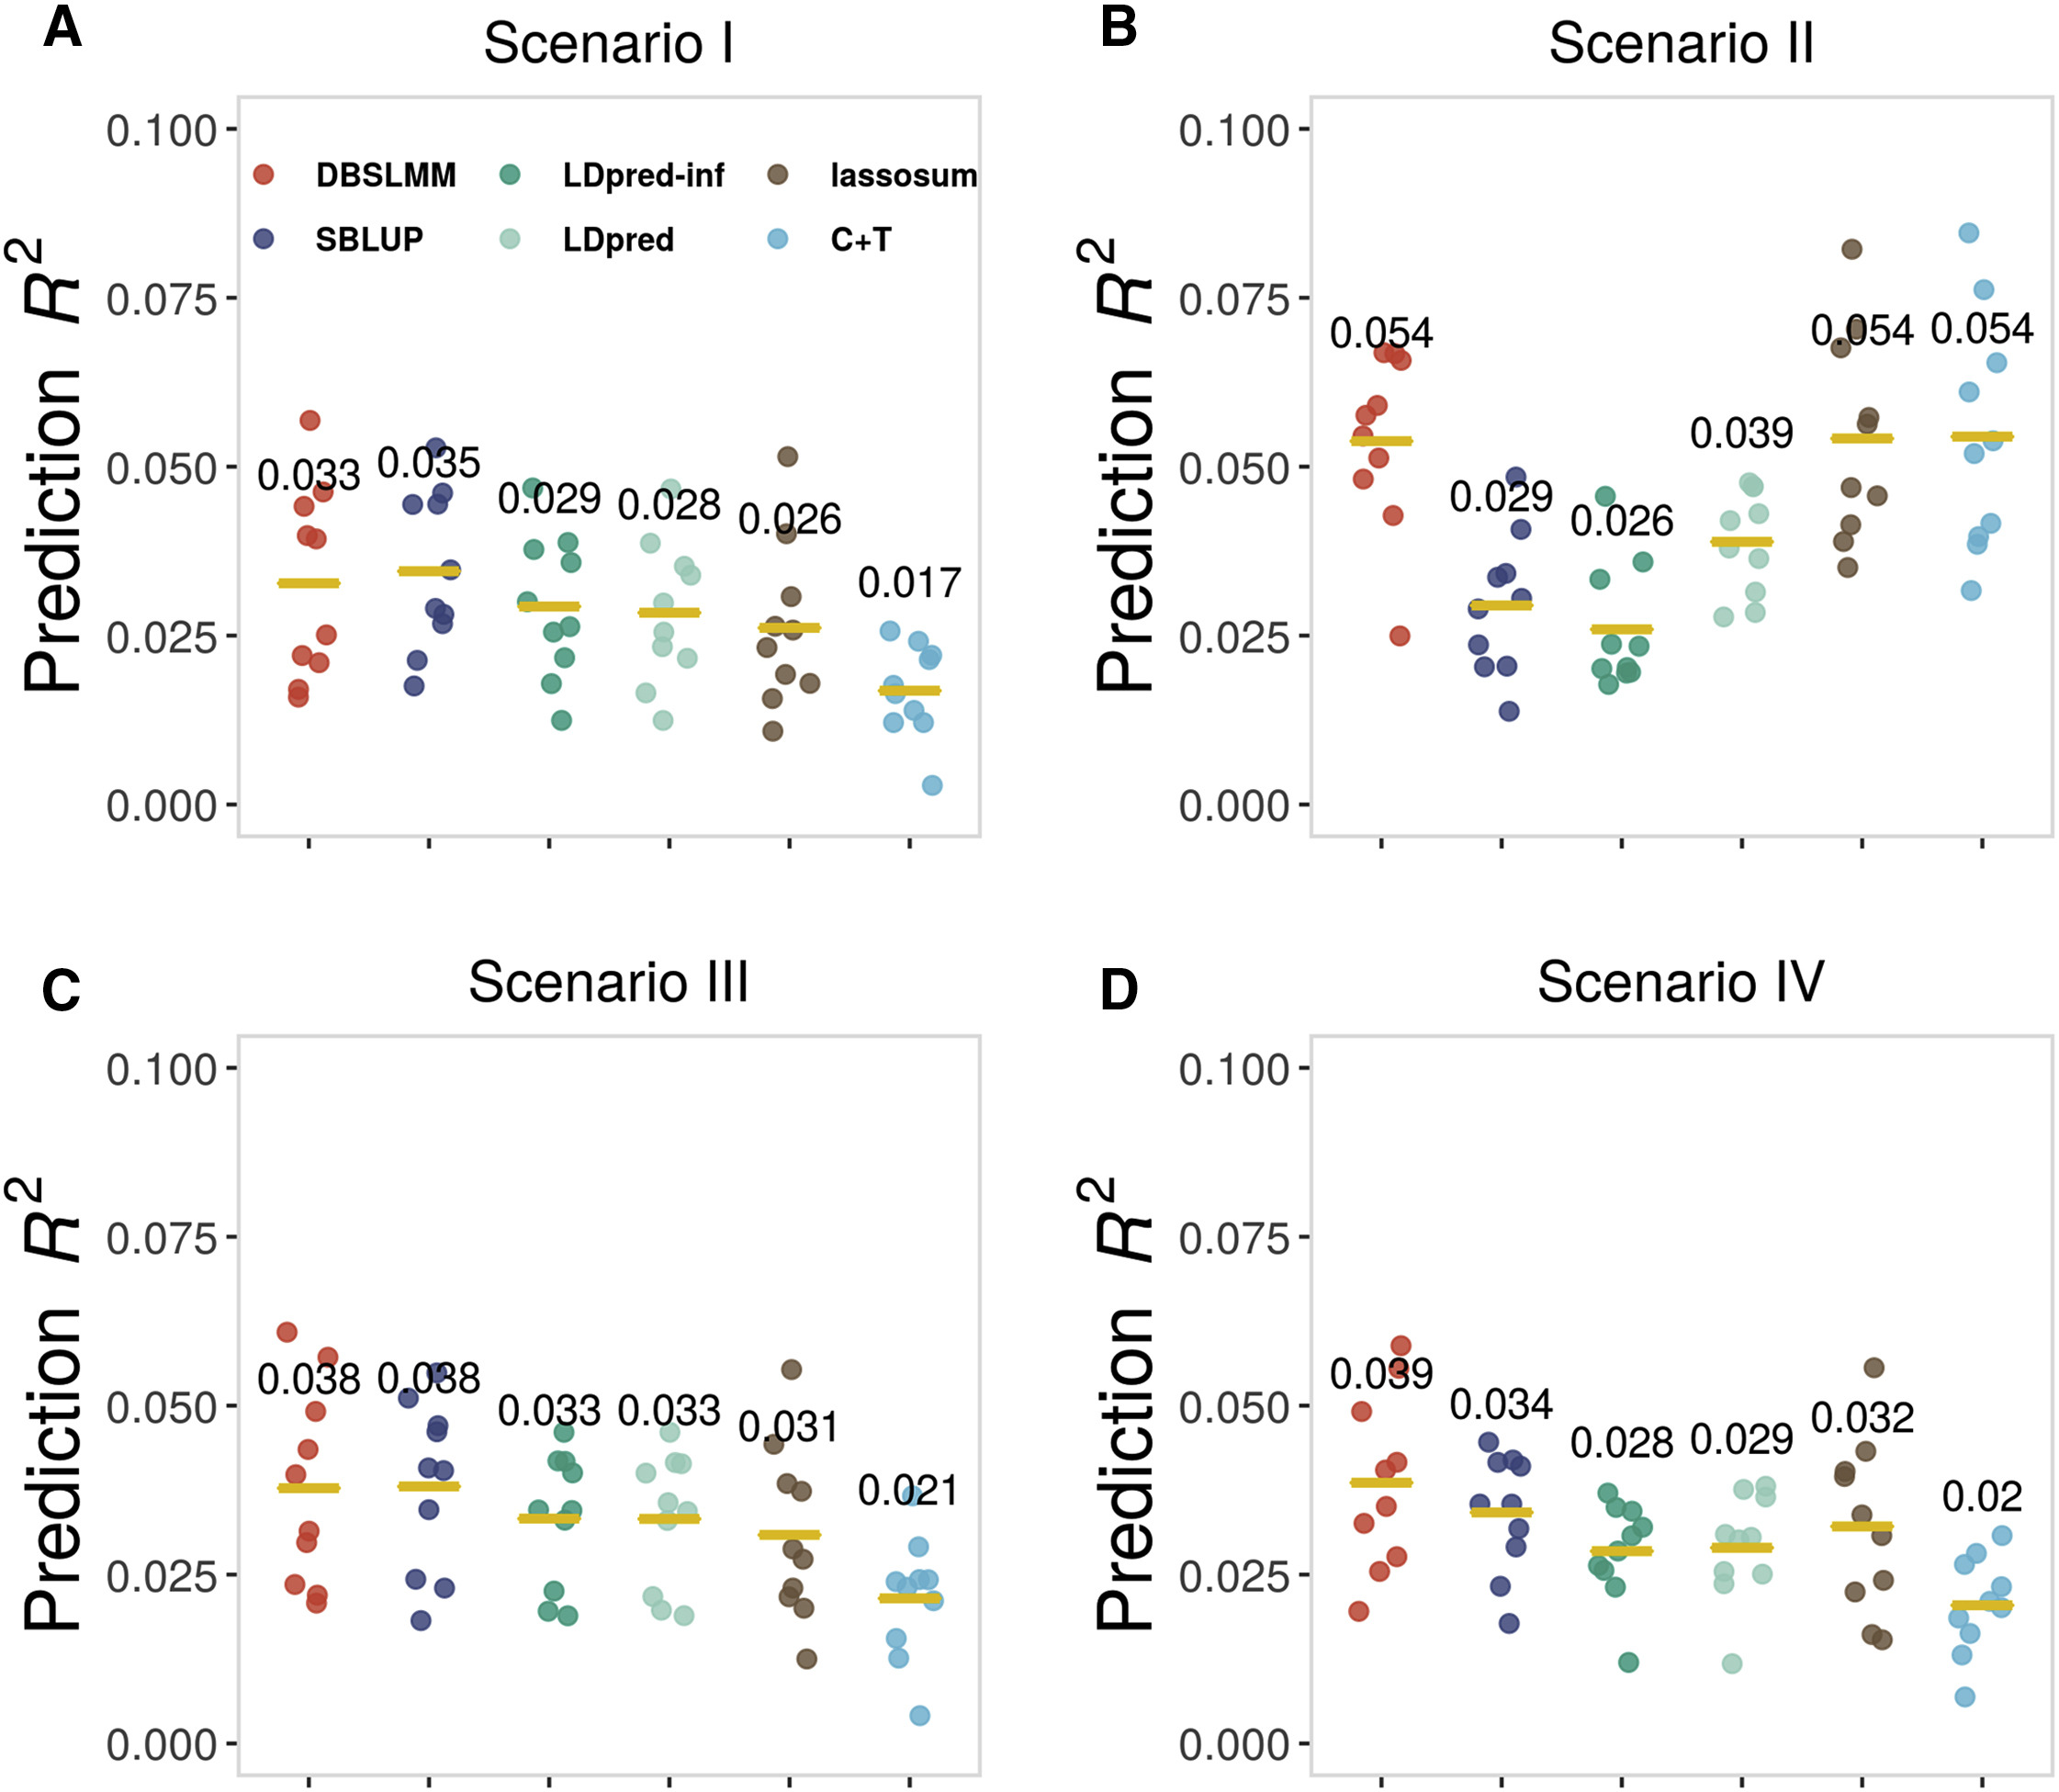 A
Scenario I
Prediction R²
0.100
0.075
0.050
0.025
0.000
DBSLMM LDpred-inf lassosum
SBLUP LDpred C+T
0.033 0.035 0.029 0.028 0.026 0.017
B
Scenario II
Prediction R²
0.100
0.075
0.050
0.025
0.000
0.054 0.029 0.026 0.039 0.054 0.054
C
Scenario III
Prediction R²
0.100
0.075
0.050
0.025
0.000
0.038 0.038 0.033 0.033 0.031 0.021
D
Scenario IV
Prediction R²
0.100
0.075
0.050
0.025
0.000
0.039 0.034 0.028 0.029 0.032 0.02